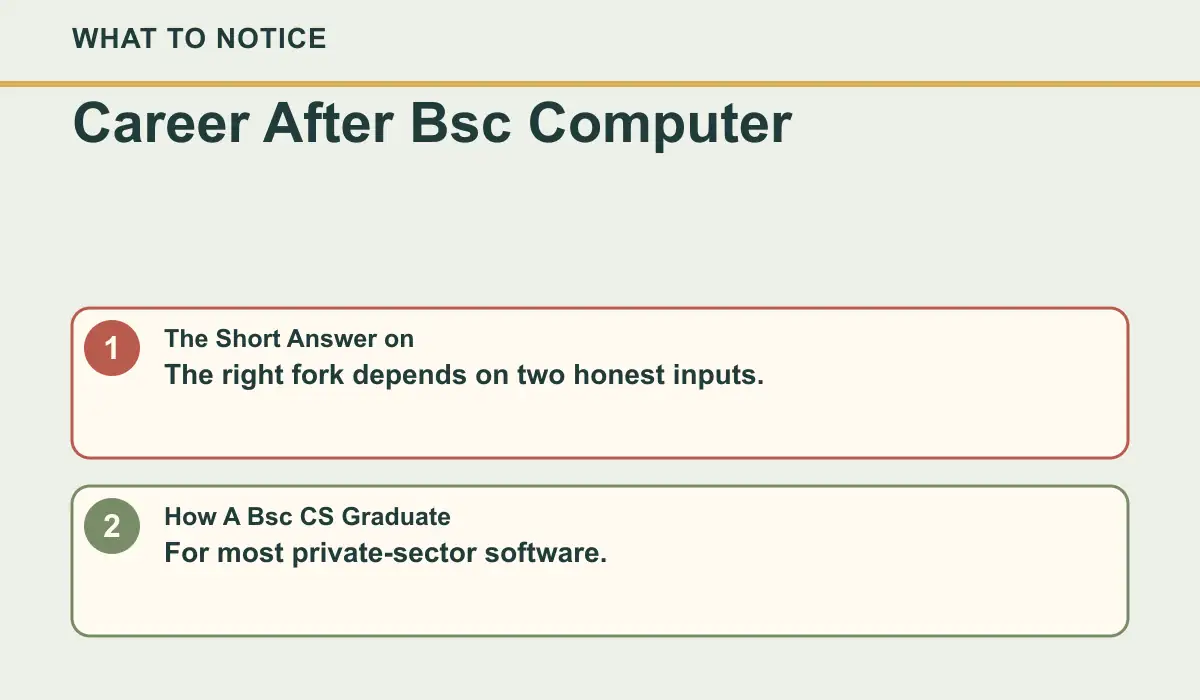 WHAT TO NOTICE
Career After Bsc Computer
1
The Short Answer on
The right fork depends on two honest inputs.
2
How A Bsc CS Graduate
For most private-sector software.